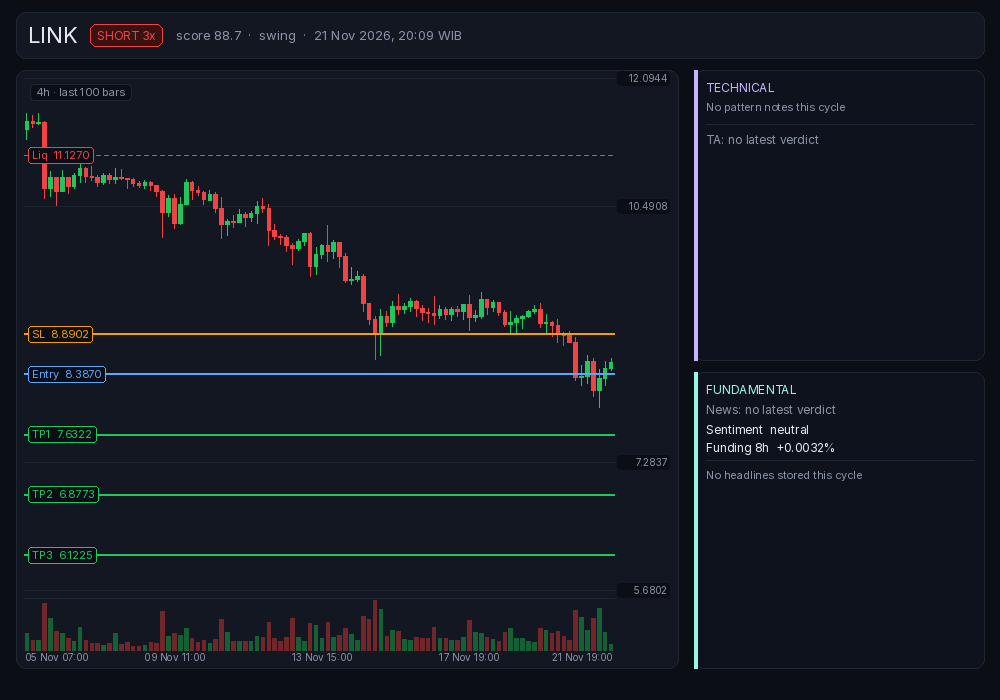 LINK SHORT 3x score 88.7 · swing · 21 Nov 2026, 20:09 WIB
4h · last 100 bars
12.0944
Liq 11.1270
10.4908
SL 8.8902
Entry 8.3870
TP1 7.6322
7.2837
TP2 6.8773
TP3 6.1225
5.6802
05 Nov 07:00 09 Nov 11:00 13 Nov 15:00 17 Nov 19:00 21 Nov 19:00
TECHNICAL
No pattern notes this cycle
TA: no latest verdict
FUNDAMENTAL
News: no latest verdict
Sentiment neutral
Funding 8h +0.0032%
No headlines stored this cycle